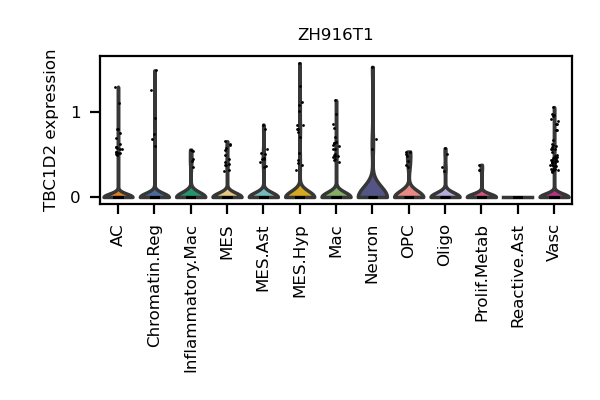 ZH916T1
TBC1D2 expression
1
0
AC
Chromatin.Reg
Inflammatory.Mac
MES
MES.Ast
MES.Hyp
Mac
Neuron
OPC
Oligo
Prolif.Metab
Reactive.Ast
Vasc